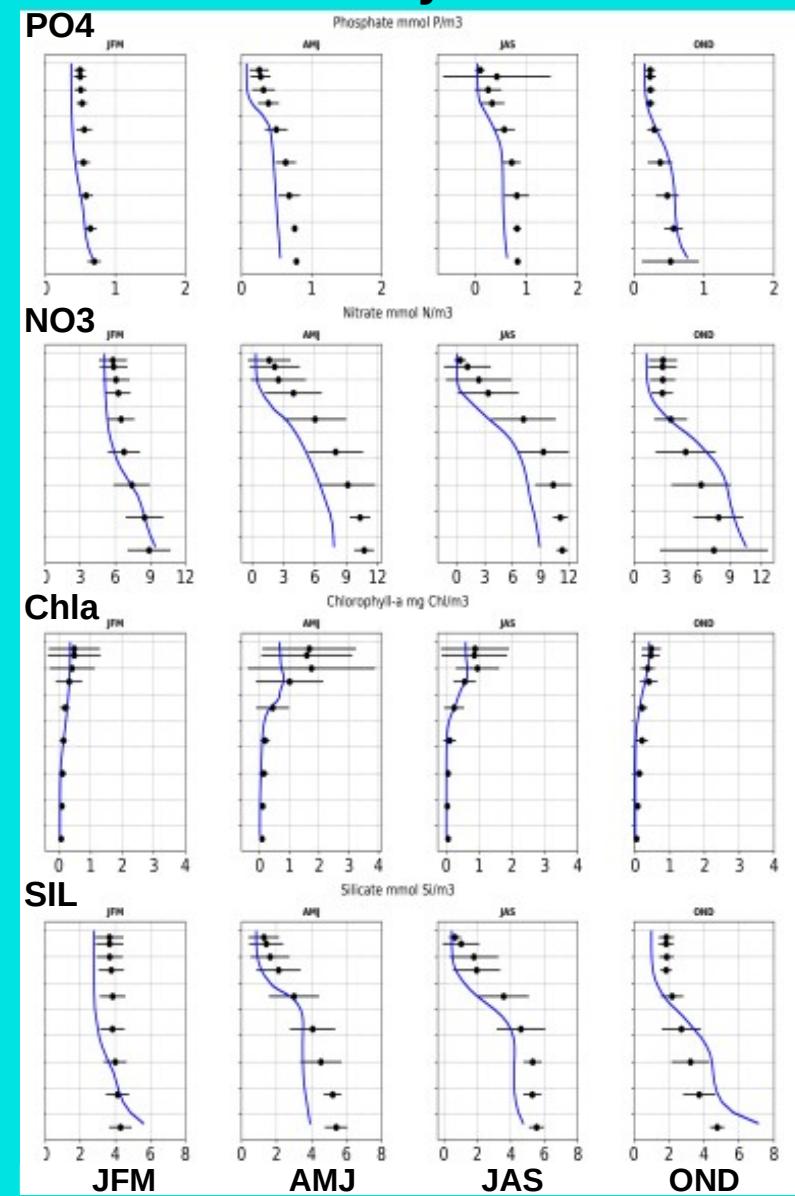 PO4
Phosphate mmol P/m3
JFM AMJ JAS OND
0 1 2 0 1 2 0 1 2 0 1 2
NO3
Nitrate mmol N/m3
JFM AMJ JAS OND
0 3 6 9 12 0 3 6 9 12 0 3 6 9 12 0 3 6 9 12
Chla
Chlorophyll-a mg Chl/m3
JFM AMJ JAS OND
0 1 2 3 4 0 1 2 3 4 0 1 2 3 4 0 1 2 3 4
SIL
Silicate mmol Si/m3
JFM AMJ JAS OND
0 2 4 6 8 0 2 4 6 8 0 2 4 6 8 0 2 4 6 8
JFM AMJ JAS OND